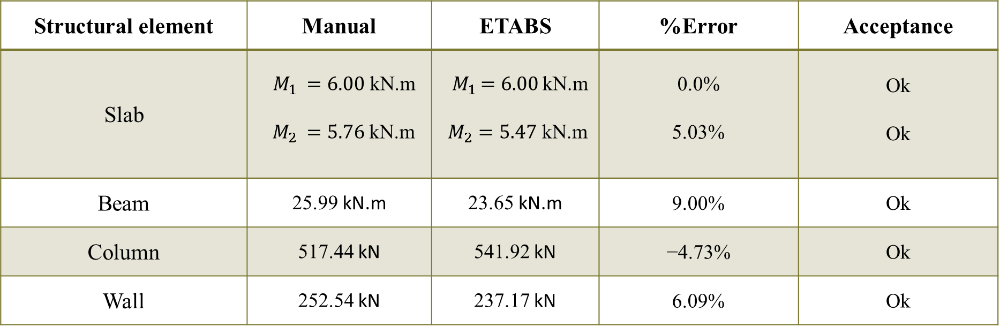 Structural element Manual ETABS %Error Acceptance
M₁ = 6.00 kN.m M₁ = 6.00 kN.m 0.0% Ok
Slab
M₂ = 5.76 kN.m M₂ = 5.47 kN.m 5.03% Ok
Beam 25.99 kN.m 23.65 kN.m 9.00% Ok
Column 517.44 kN 541.92 kN −4.73% Ok
Wall 252.54 kN 237.17 kN 6.09% Ok